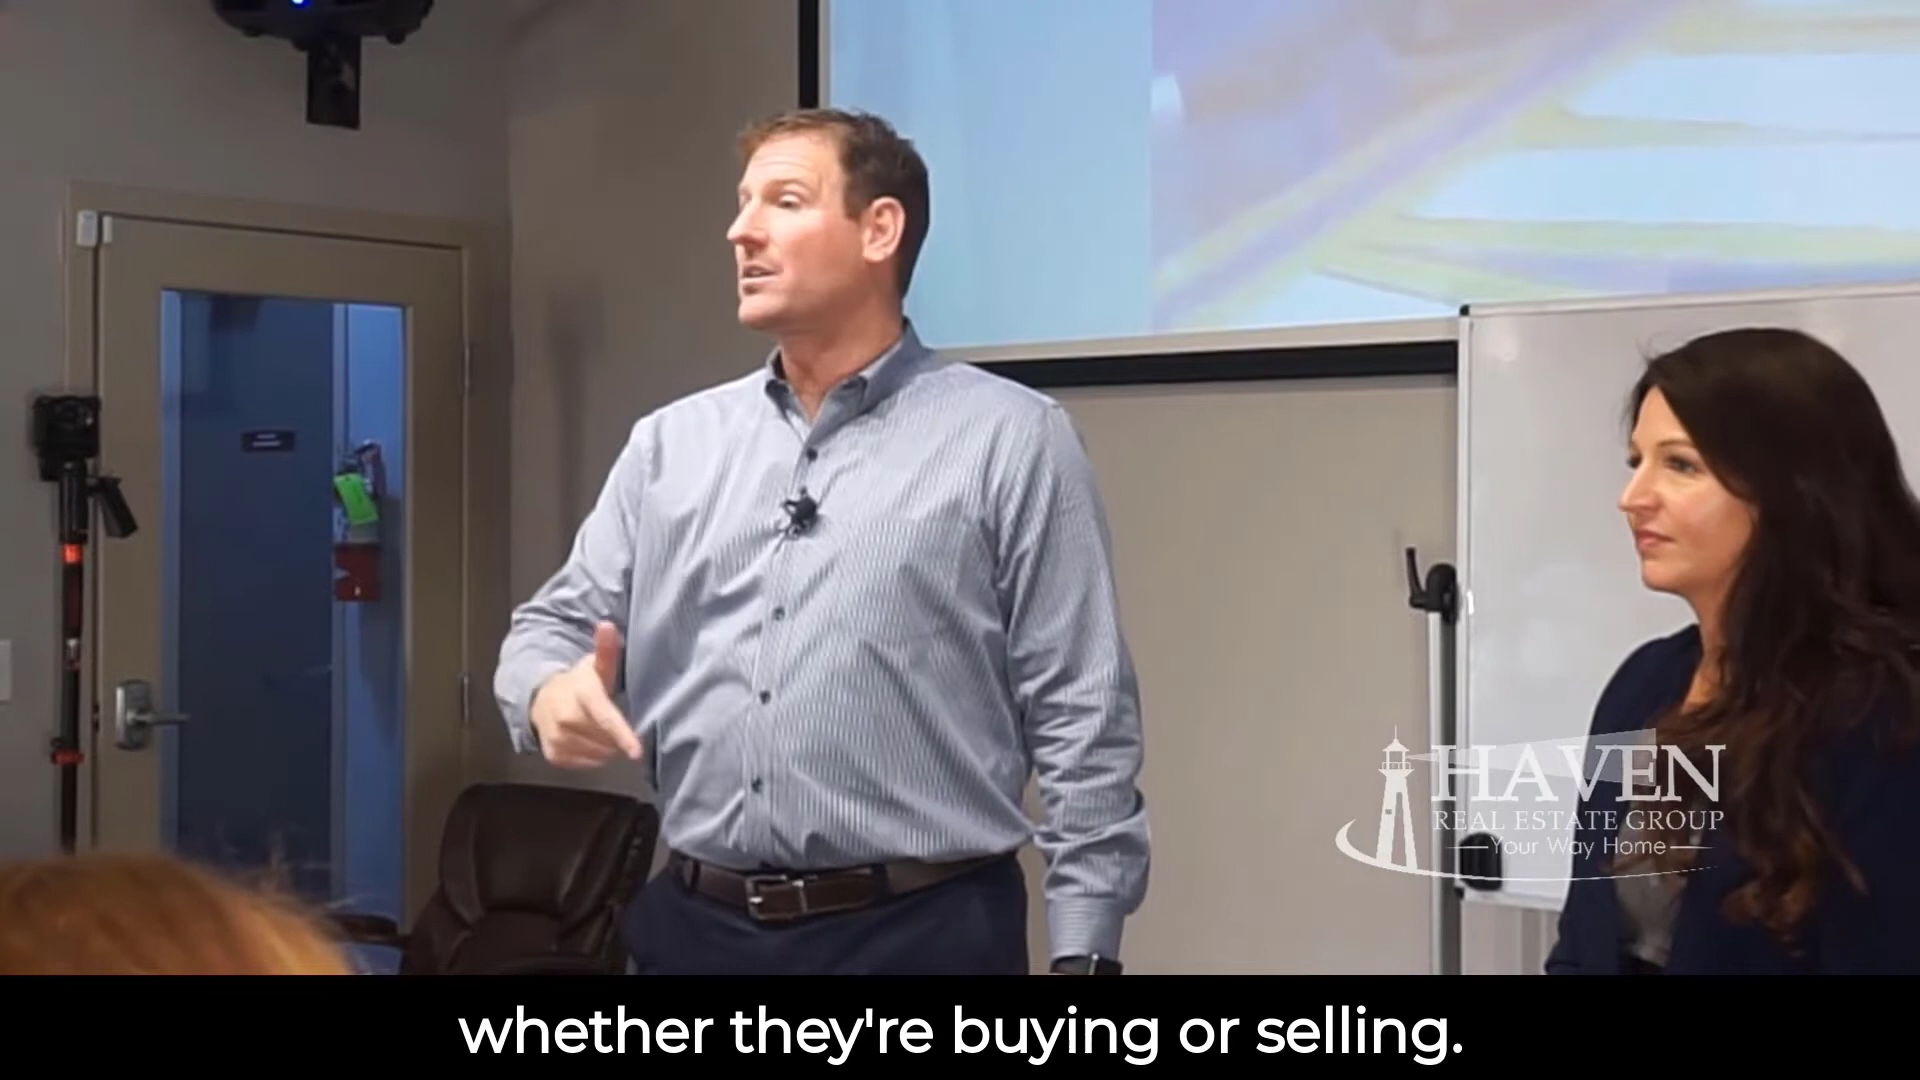 HAVEN
REAL ESTATE GROUP
Your Way Home
whether they're buying or selling.